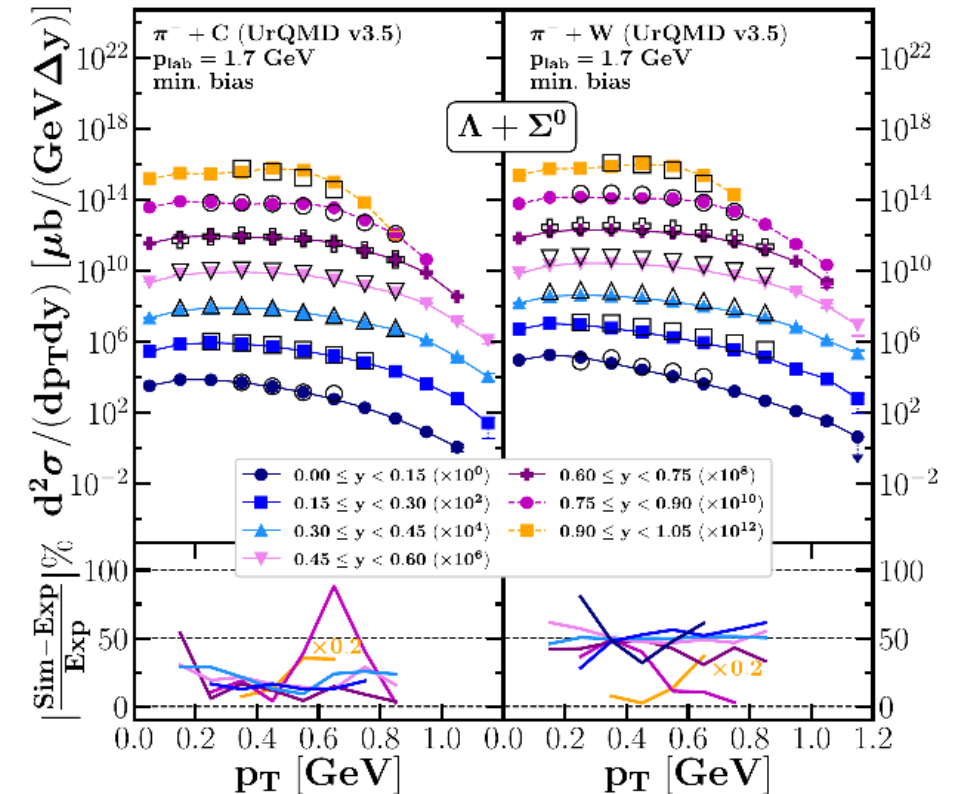 π⁻ + C (UrQMD v3.5)
p_lab = 1.7 GeV
min. bias
π⁻ + W (UrQMD v3.5)
p_lab = 1.7 GeV
min. bias
Λ + Σ⁰
d²σ/(dp_T dy) [μb/(GeVΔy)]
10²²
10¹⁸
10¹⁴
10¹⁰
10⁶
10²
10⁻²
10²²
10¹⁸
10¹⁴
10¹⁰
10⁶
10²
10⁻²
0.00 ≤ y < 0.15 (×10⁰)
0.15 ≤ y < 0.30 (×10²)
0.30 ≤ y < 0.45 (×10⁴)
0.45 ≤ y < 0.60 (×10⁶)
0.60 ≤ y < 0.75 (×10⁸)
0.75 ≤ y < 0.90 (×10¹⁰)
0.90 ≤ y < 1.05 (×10¹²)
|Sim−Exp/Exp|%
100
50
0
×0.2
×0.2
100
50
0
0.0 0.2 0.4 0.6 0.8 1.0 0.0 0.2 0.4 0.6 0.8 1.0 1.2
p_T [GeV]
p_T [GeV]